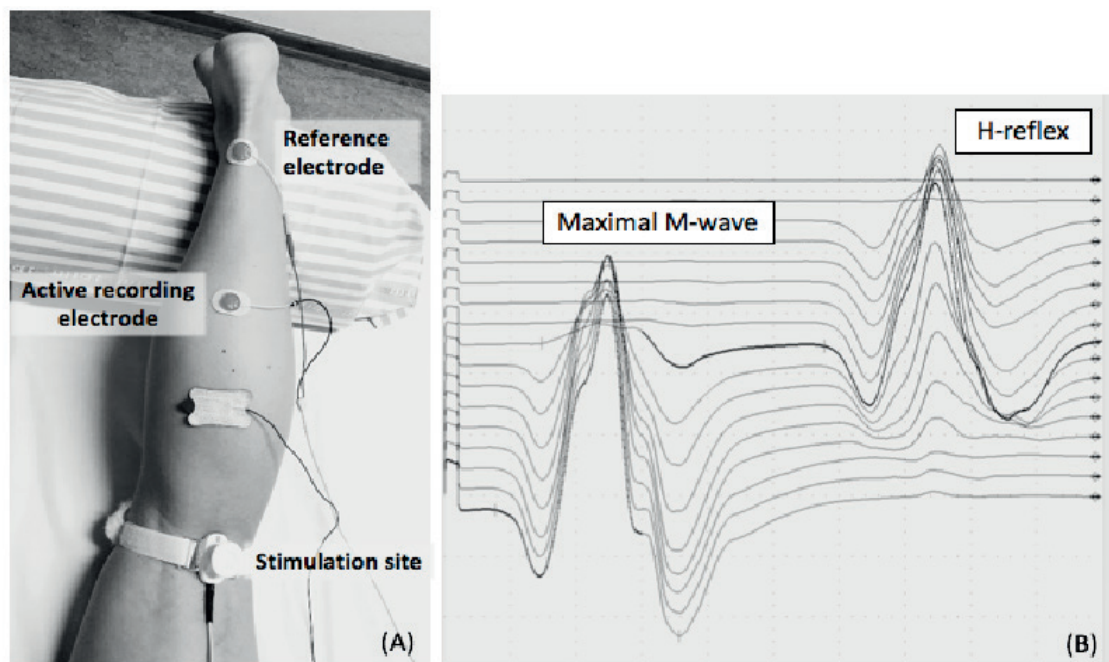 Reference
electrode
Active recording
electrode
Stimulation site
(A)
H-reflex
Maximal M-wave
(B)